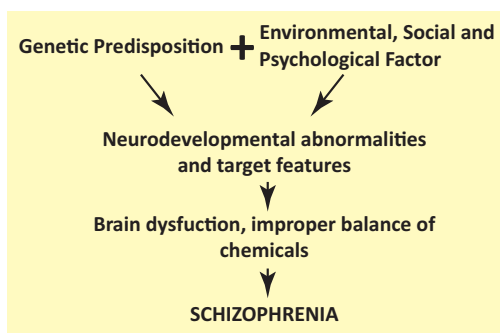 Genetic Predisposition + Environmental, Social and
Psychological Factor
Neurodevelopmental abnormalities
and target features
Brain dysfuction, improper balance of
chemicals
SCHIZOPHRENIA